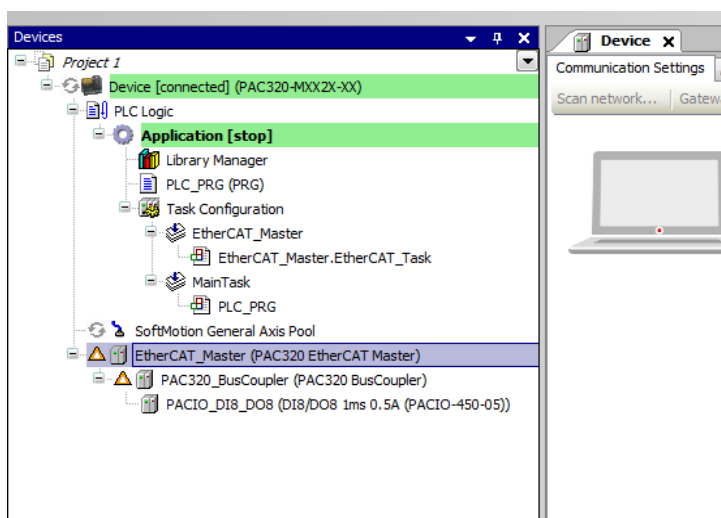 Devices
Project 1
Device [connected] (PAC320-MXX2X-XX)
PLC Logic
Application [stop]
Library Manager
PLC_PRG (PRG)
Task Configuration
EtherCAT_Master
EtherCAT_Master.EtherCAT_Task
MainTask
PLC_PRG
SoftMotion General Axis Pool
EtherCAT_Master (PAC320 EtherCAT Master)
PAC320_BusCoupler (PAC320 BusCoupler)
PACIO_DI8_DO8 (DI8/DO8 1ms 0.5A (PACIO-450-05))
Device
Communication Settings
Scan network... Gatew